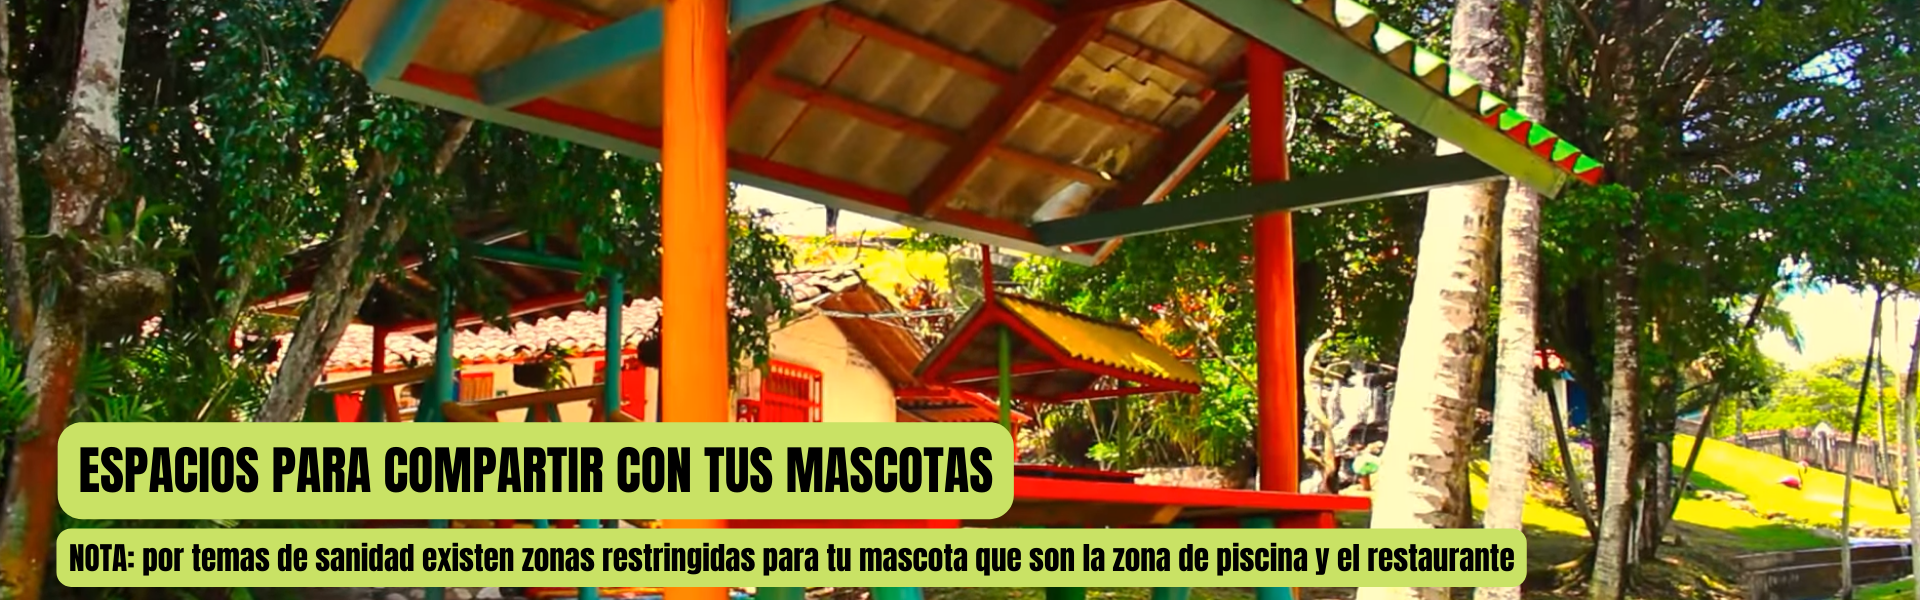 ESPACIOS PARA COMPARTIR CON TUS MASCOTAS
NOTA: por temas de sanidad existen zonas restringidas para tu mascota que son la zona de piscina y el restaurante